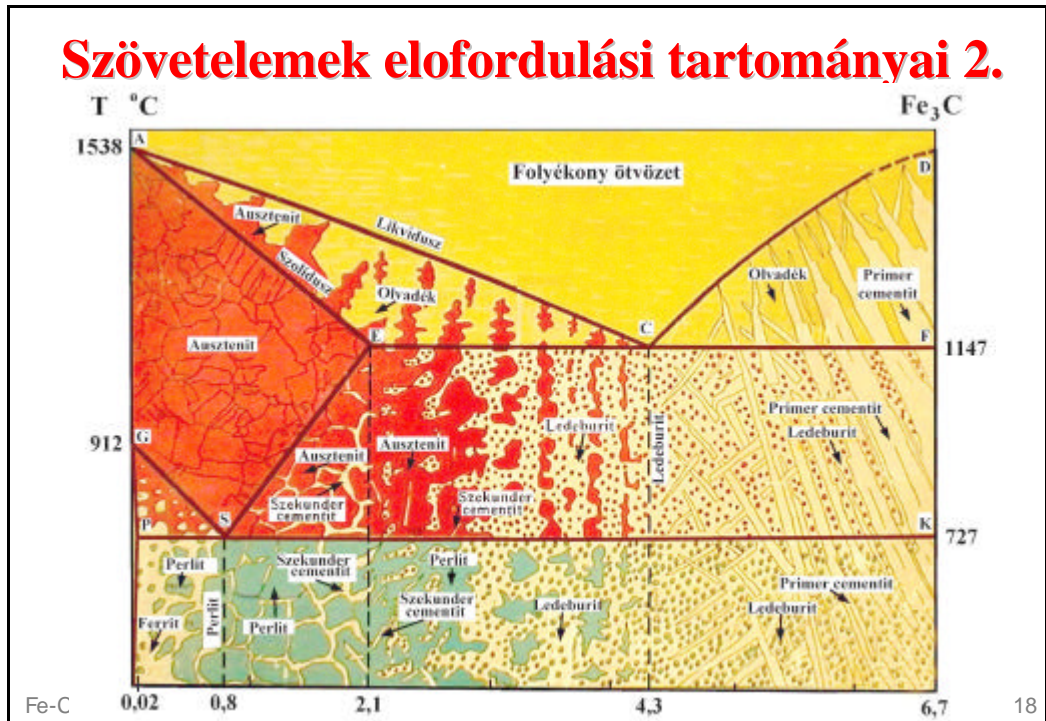 Szövetelemek elofordulási tartományai 2.
T °C
Fe3C
1538
A
D
Folyékony ötvözet
Ausztenit
Likvidusz
Szolidusz
Olvadék
Olvadék
Primer
cementit
E
C
F
1147
Ausztenit
912
G
Primer cementit
Ledeburit
Ledeburit
Ledeburit
Ausztenit
Ausztenit
Szekunder
cementit
Szekunder
cementit
P
S
K
727
Perlit
Szekunder
cementit
Perlit
Primer cementit
Szekunder
cementit
Ledeburit
Ledeburit
Ferrit
Perlit
Perlit
Fe-C
0,02
0,8
2,1
4,3
6,7
18